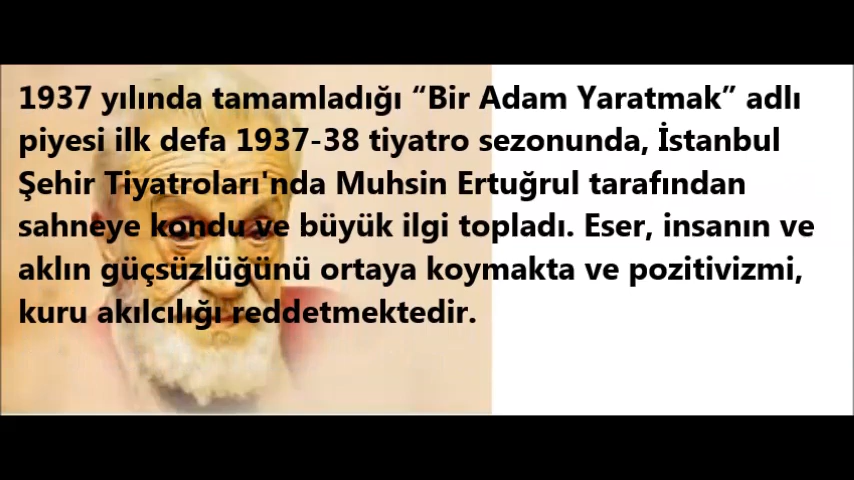 1937 yılında tamamladığı “Bir Adam Yaratmak” adlı
piyesi ilk defa 1937-38 tiyatro sezonunda, İstanbul
Şehir Tiyatroları'nda Muhsin Ertuğrul tarafından
sahneye kondu ve büyük ilgi topladı. Eser, insanın ve
aklın güçsüzlüğünü ortaya koymakta ve pozitivizmi,
kuru akılcılığı reddetmektedir.